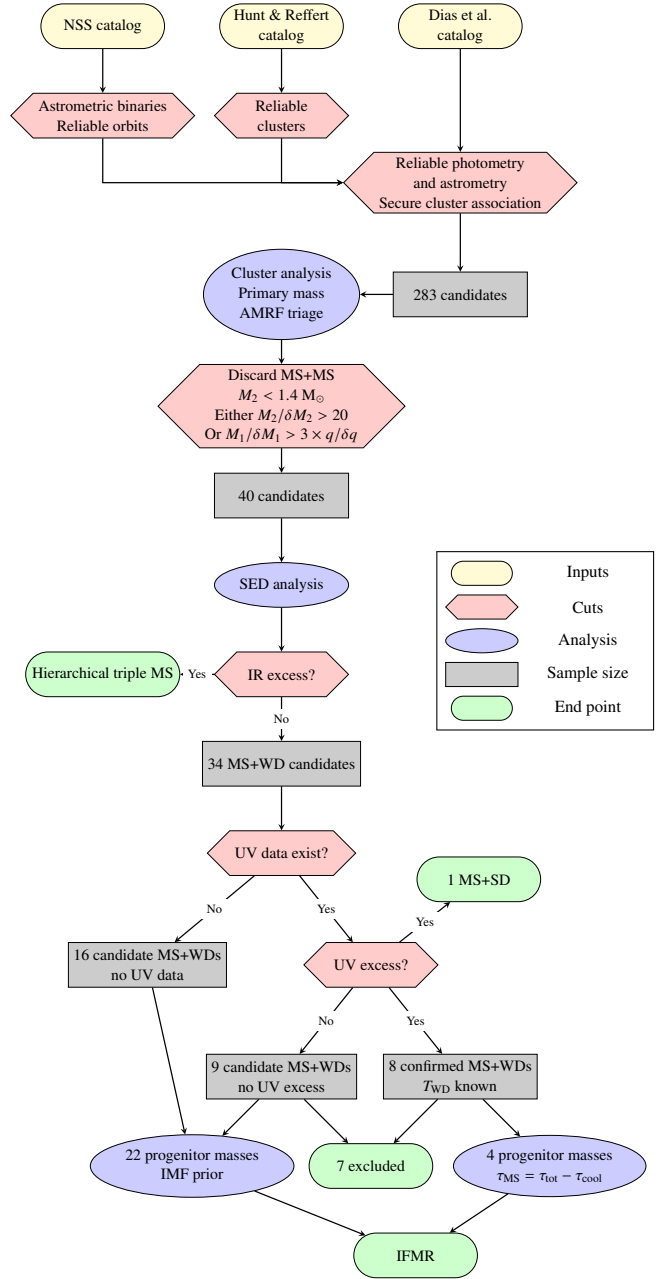 NSS catalog
Hunt & Reffert
catalog
Dias et al.
catalog
Astrometric binaries
Reliable orbits
Reliable
clusters
Reliable photometry
and astrometry
Secure cluster association
283 candidates
Cluster analysis
Primary mass
AMRF triage
Discard MS+MS
M₂ < 1.4 M⊙
Either M₂/δM₂ > 20
Or M₁/δM₁ > 3 × q/δq
40 candidates
SED analysis
Inputs
Cuts
Analysis
Sample size
End point
Hierarchical triple MS
Yes
IR excess?
No
34 MS+WD candidates
UV data exist?
1 MS+SD
No
Yes
Yes
16 candidate MS+WDs
no UV data
UV excess?
No
Yes
9 candidate MS+WDs
no UV excess
8 confirmed MS+WDs
T_WD known
22 progenitor masses
IMF prior
7 excluded
4 progenitor masses
τ_MS = τ_tot − τ_cool
IFMR